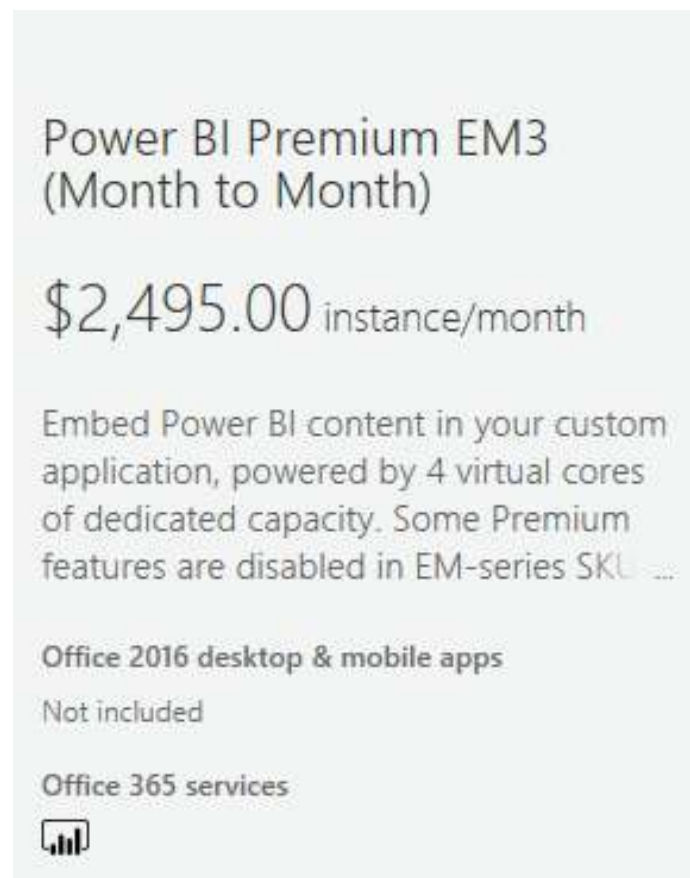 Power BI Premium EM3
(Month to Month)
$2,495.00 instance/month
Embed Power BI content in your custom
application, powered by 4 virtual cores
of dedicated capacity. Some Premium
features are disabled in EM-series SKU ...
Office 2016 desktop & mobile apps
Not included
Office 365 services